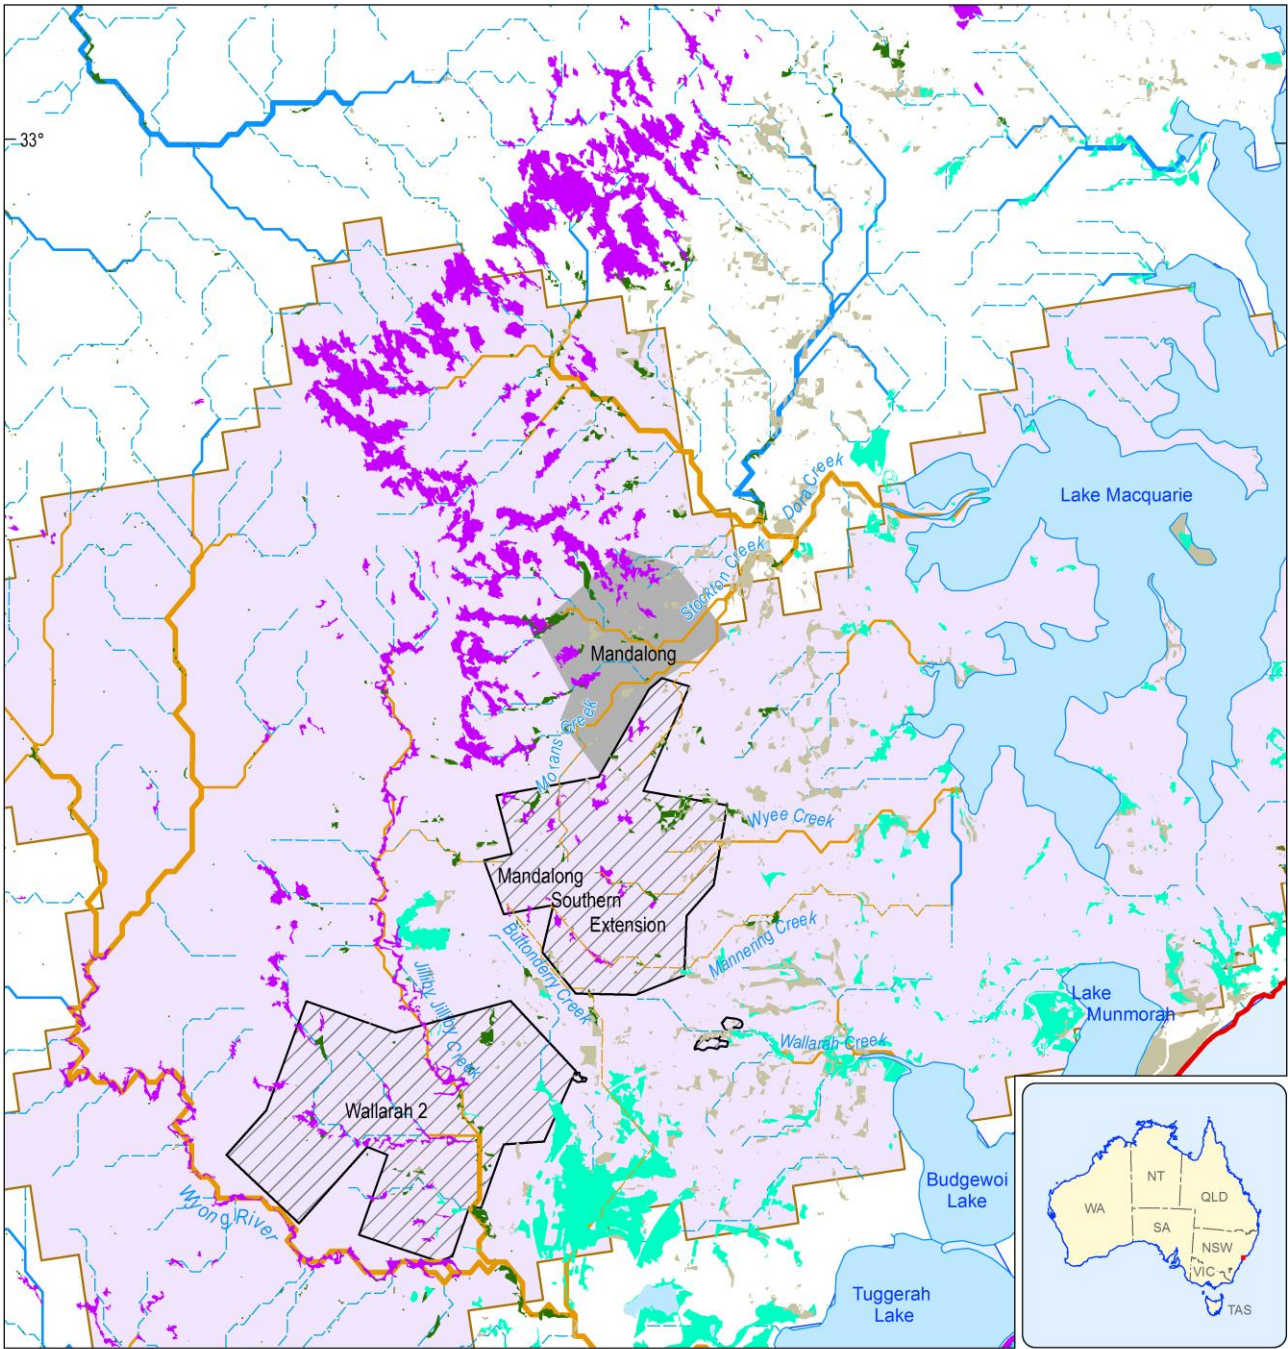 33°
Lake Macquarie
Dora Creek
Stockton Creek
Mandalong
Morans Creek
Wyee Creek
Mandalong
Southern
Extension
Buttonderry Creek
Mannering Creek
Jilliby Jilliby Creek
Lake
Munmorah
Wallarah Creek
Wallarah 2
Wyong River
Budgewoi
Lake
Tuggerah
Lake
WA
NT
QLD
SA
NSW
VIC
TAS